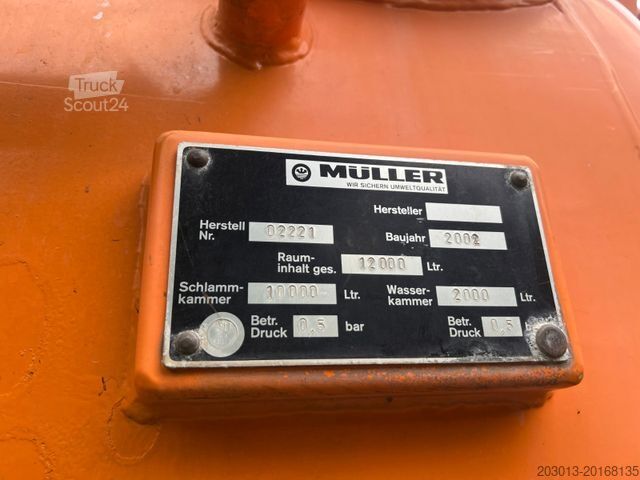 Truck
Scout24
MÜLLER
WIR SICHERN UMWELTQUALITÄT
Hersteller
Herstell Nr. 02221
Baujahr 2002
Raum-
inhalt ges. 12000 Ltr.
Schlamm-
kammer 10000 Ltr.
Wasser-
kammer 2000 Ltr.
Betr.
Druck 0,5 bar
Betr.
Druck 0,5 bar
203013-20168135